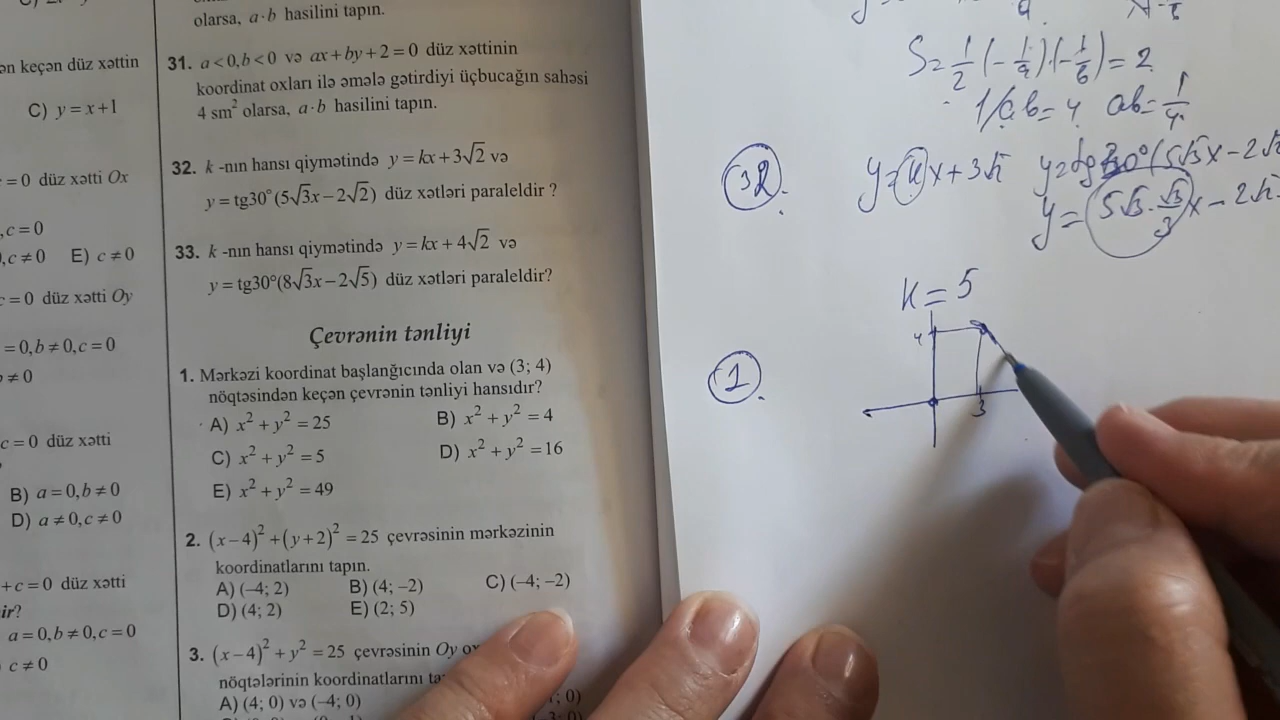 olarsa, a·b hasilini tapın.
ən keçən düz xəttin
C) y = x+1
= 0 düz xətti Ox
, c = 0
, c ≠ 0 E) c ≠ 0
= 0 düz xətti Oy
= 0, b ≠ 0, c = 0
≠ 0
c = 0 düz xətti
B) a = 0, b ≠ 0
D) a ≠ 0, c ≠ 0
+ c = 0 düz xətti
ir?
a = 0, b ≠ 0, c = 0
c ≠ 0
31. a < 0, b < 0 və ax + by + 2 = 0 düz xəttinin
koordinat oxları ilə əmələ gətirdiyi üçbucağın sahəsi
4 sm² olarsa, a·b hasilini tapın.
32. k -nın hansı qiymətində y = kx + 3√2 və
y = tg30°(5√3x − 2√2) düz xətləri paraleldir ?
33. k -nın hansı qiymətində y = kx + 4√2 və
y = tg30°(8√3x − 2√5) düz xətləri paraleldir?
Çevrənin tənliyi
1. Mərkəzi koordinat başlanğıcında olan və (3; 4)
nöqtəsindən keçən çevrənin tənliyi hansıdır?
A) x² + y² = 25 B) x² + y² = 4
C) x² + y² = 5 D) x² + y² = 16
E) x² + y² = 49
2. (x − 4)² + (y + 2)² = 25 çevrəsinin mərkəzinin
koordinatlarını tapın.
A) (−4; 2) B) (4; −2) C) (−4; −2)
D) (4; 2) E) (2; 5)
3. (x − 4)² + y² = 25 çevrəsinin Oy
nöqtələrinin koordinatlarını
A) (4; 0) və (−4; 0) ; 0)
S = 1/2 (− 1/a)·(− 1/b) = 2
1/ab = 4 ab = 1/4
32. y = kx + 3√2 y = tg30°(5√3x − 2√2
y = 5√3 · √3/3 x − 2√2
k = 5
1.
4
3